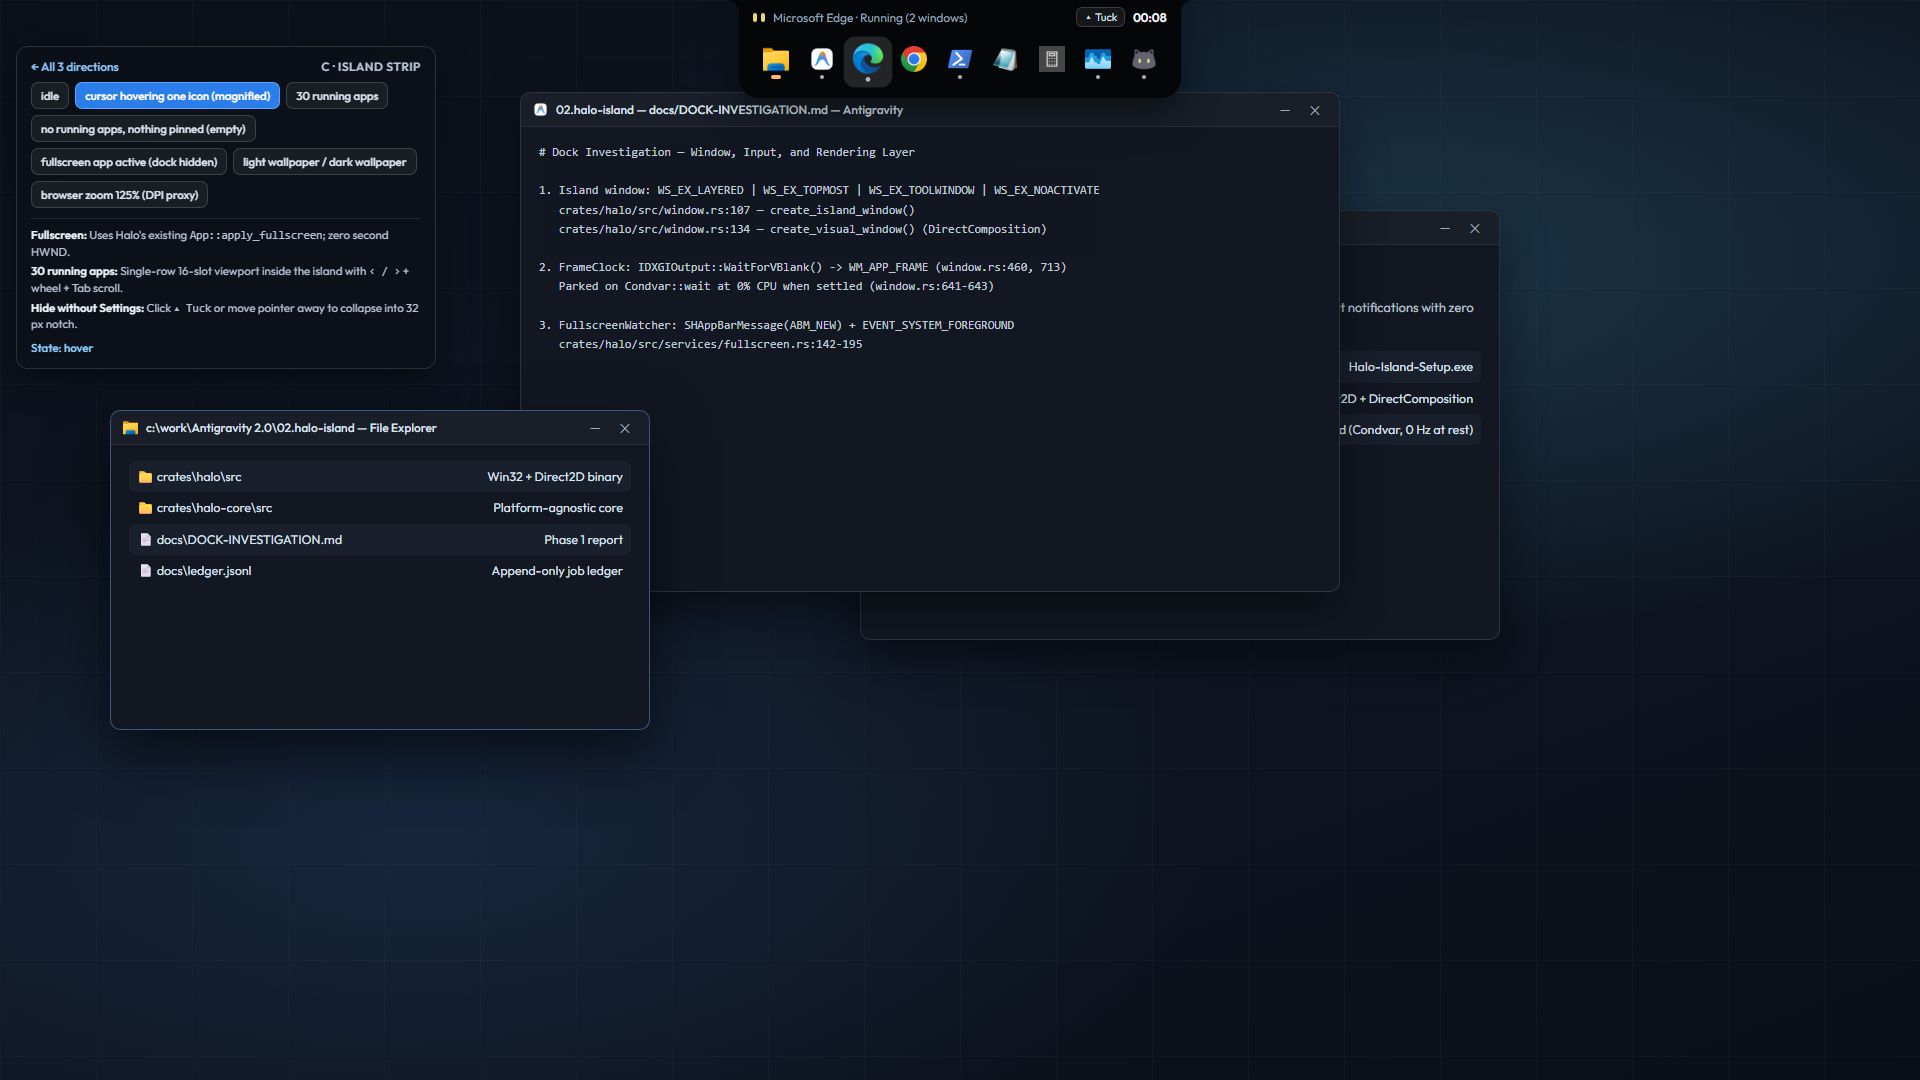 Microsoft Edge · Running (2 windows)
▲ Tuck
00:08
← All 3 directions
C · ISLAND STRIP
idle
cursor hovering one icon (magnified)
30 running apps
no running apps, nothing pinned (empty)
fullscreen app active (dock hidden)
light wallpaper / dark wallpaper
browser zoom 125% (DPI proxy)
Fullscreen: Uses Halo's existing App::apply_fullscreen; zero second
HWND.
30 running apps: Single-row 16-slot viewport inside the island with ‹ / › +
wheel + Tab scroll.
Hide without Settings: Click ▲ Tuck or move pointer away to collapse into 32
px notch.
State: hover
02.halo-island — docs/DOCK-INVESTIGATION.md — Antigravity
# Dock Investigation — Window, Input, and Rendering Layer
1. Island window: WS_EX_LAYERED | WS_EX_TOPMOST | WS_EX_TOOLWINDOW | WS_EX_NOACTIVATE
crates/halo/src/window.rs:107 — create_island_window()
crates/halo/src/window.rs:134 — create_visual_window() (DirectComposition)
2. FrameClock: IDXGIOutput::WaitForVBlank() -> WM_APP_FRAME (window.rs:460, 713)
Parked on Condvar::wait at 0% CPU when settled (window.rs:641-643)
3. FullscreenWatcher: SHAppBarMessage(ABM_NEW) + EVENT_SYSTEM_FOREGROUND
crates/halo/src/services/fullscreen.rs:142-195
t notifications with zero
Halo-Island-Setup.exe
2D + DirectComposition
d (Condvar, 0 Hz at rest)
c:\work\Antigravity 2.0\02.halo-island — File Explorer
crates\halo\src
Win32 + Direct2D binary
crates\halo-core\src
Platform-agnostic core
docs\DOCK-INVESTIGATION.md
Phase 1 report
docs\ledger.jsonl
Append-only job ledger